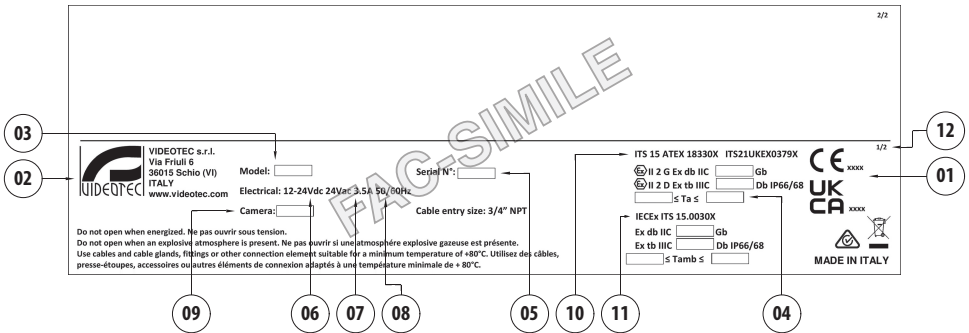 2/2
FAC-SIMILE
03
12
1/2
VIDEOTEC s.r.l.
Via Friuli 6
36015 Schio (VI)
ITALY
www.videotec.com
VIDEOTEC
02
Model:
Serial N°:
Electrical: 12-24Vdc 24Vac 3.5A 50/60Hz
Camera:
Cable entry size: 3/4” NPT
Do not open when energized. Ne pas ouvrir sous tension.
Do not open when an explosive atmosphere is present. Ne pas ouvrir si une atmosphére explosive gazeuse est présente.
Use cables and cable glands, fittings or other connection element suitable for a minimum temperature of +80°C. Utilisez des câbles,
presse-étoupes, accessoires ou autres éléments de connexion adaptés à une température minimale de + 80°C.
ITS 15 ATEX 18330X ITS21UKEX0379X
Ex II 2 G Ex db IIC Gb
Ex II 2 D Ex tb IIIC Db IP66/68
≤ Ta ≤
IECEx ITS 15.0030X
Ex db IIC Gb
Ex tb IIIC Db IP66/68
≤ Tamb ≤
CE xxxx
UK
CA xxxx
MADE IN ITALY
01
09
06
07
08
05
10
11
04